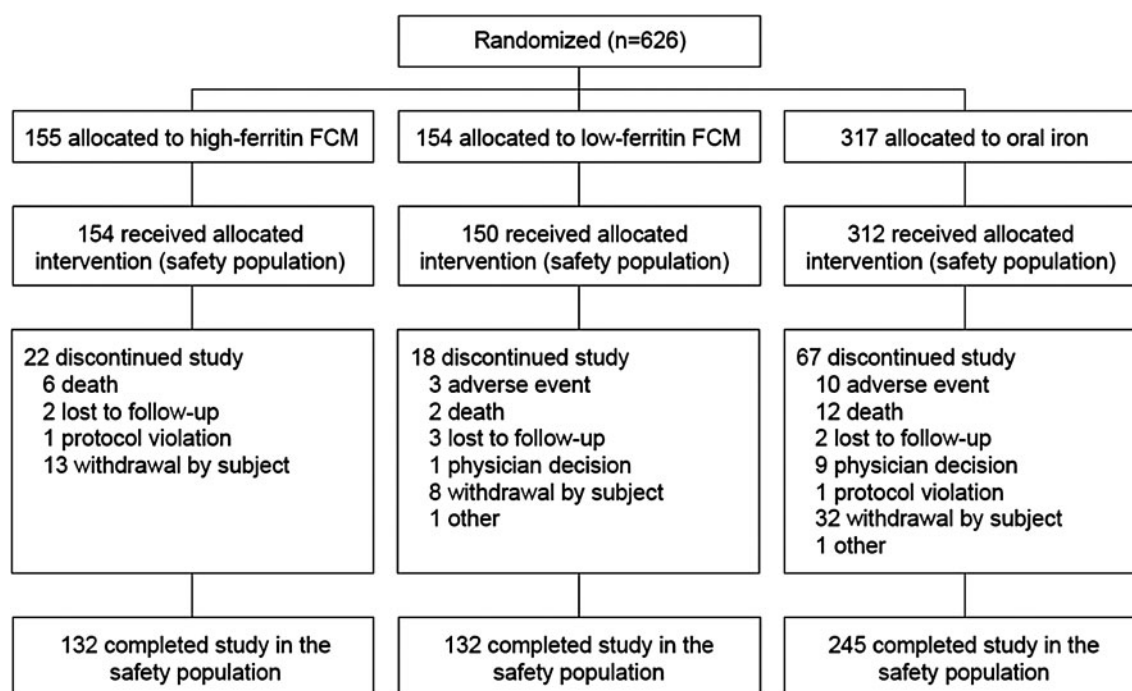 Randomized (n=626)
155 allocated to high-ferritin FCM
154 allocated to low-ferritin FCM
317 allocated to oral iron
154 received allocated
intervention (safety population)
150 received allocated
intervention (safety population)
312 received allocated
intervention (safety population)
22 discontinued study
6 death
2 lost to follow-up
1 protocol violation
13 withdrawal by subject
18 discontinued study
3 adverse event
2 death
3 lost to follow-up
1 physician decision
8 withdrawal by subject
1 other
67 discontinued study
10 adverse event
12 death
2 lost to follow-up
9 physician decision
1 protocol violation
32 withdrawal by subject
1 other
132 completed study in the
safety population
132 completed study in the
safety population
245 completed study in the
safety population